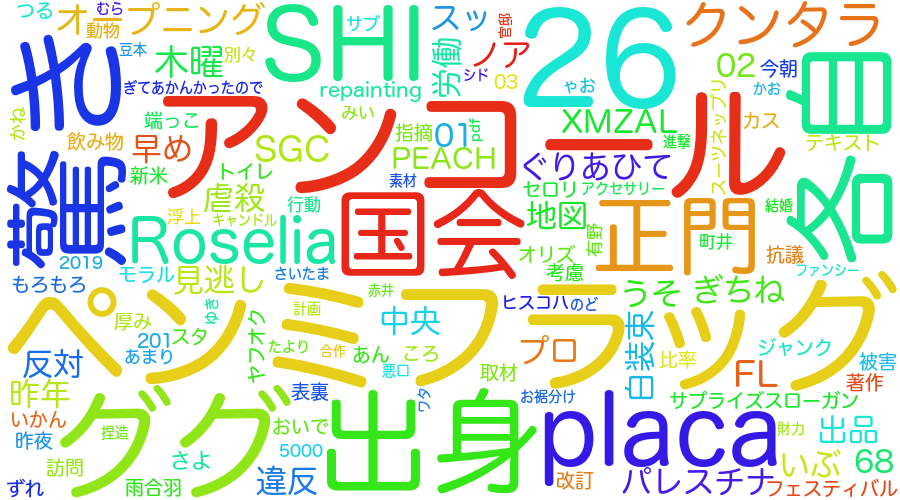 つる
むら
オープニング
動物
豆本
驚き
SHI
サブ
スッ
官邸
クンタラ
木曜
別々
ノア
26
02
今朝
自
各
ぎてあかんかったので
repainting
労働
シド
03
ゃお
かお
スーツネップリ
かね
飲み物
端っこ
早め
アンコール
みい
指摘
01
pdf
XMZAL
進撃
カス
テキスト
SGC
PEACH
ぐりあひて
新米
トイレ
虐殺
素材
セロリ
アクセサリー
浮上
キャンドル
行動
国会
地図
正門
結婚
Roselia
有野
町井
抗議
2019
オリズ
モラル
見逃し
さいたま
考慮
ファンシー
もろもろ
ゆき
計画
赤井
ヒスコハ
のど
うそ
ぎちね
ペンミフラッグ
厚み
スタ
201
中央
白装束
反対
あまり
ヤフオク
たより
合作
あん
ころ
プロ
比率
ジャンク
悪口
被害
昨年
表裏
ワタ
取材
お裾分け
FL
著作
ググ
出身
placa
サプライズスローガン
いかん
昨夜
捏造
おいで
財力
出品
訪問
さよ
5000
いぶ
68
ずれ
雨合羽
違反
改訂
パレスチナ
フェスティバル